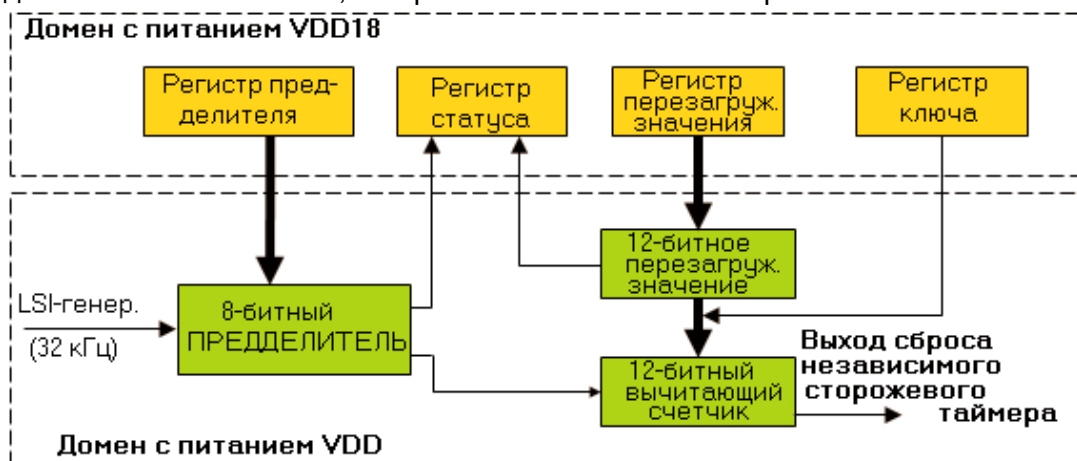 Домен с питанием VDD18
Регистр пред-
делителя
Регистр
статуса
Регистр
перезагруж.
значения
Регистр
ключа
12-битное
перезагруж.
значение
LSI-генер.
(32 кГц)
8-битный
ПРЕДДЕЛИТЕЛЬ
12-битный
вычитающий
счетчик
Выход сброса
независимого
сторожевого
таймера
Домен с питанием VDD